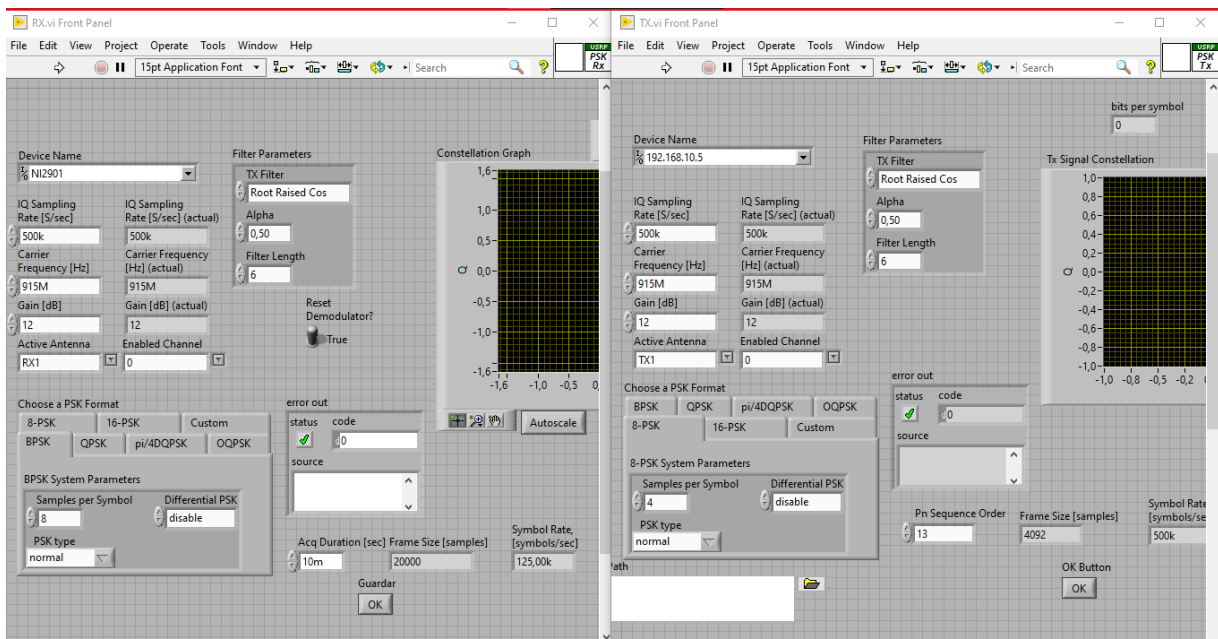 RX.vi Front Panel
File Edit View Project Operate Tools Window Help
15pt Application Font
Search
USRP
PSK
Rx
Device Name
NI2901
IQ Sampling
Rate [S/sec]
500k
IQ Sampling
Rate [S/sec] (actual)
500k
Carrier
Frequency [Hz]
915M
Carrier Frequency
[Hz] (actual)
915M
Gain [dB]
12
Gain [dB] (actual)
12
Active Antenna
RX1
Enabled Channel
0
Filter Parameters
TX Filter
Root Raised Cos
Alpha
0,50
Filter Length
6
Reset
Demodulator?
True
Constellation Graph
Q
1,6
1,0
0,5
0,0
-0,5
-1,0
-1,6
-1,6 -1,0 -0,5 0,
Autoscale
Choose a PSK Format
8-PSK 16-PSK Custom
BPSK QPSK pi/4DQPSK OQPSK
BPSK System Parameters
Samples per Symbol
8
Differential PSK
disable
PSK type
normal
error out
status code
0
source
Acq Duration [sec]
10m
Frame Size [samples]
20000
Symbol Rate,
[symbols/sec]
125,00k
Guardar
OK
TX.vi Front Panel
File Edit View Project Operate Tools Window Help
15pt Application Font
Search
USRP
PSK
Tx
bits per symbol
0
Device Name
192.168.10.5
IQ Sampling
Rate [S/sec]
500k
IQ Sampling
Rate [S/sec] (actual)
500k
Carrier
Frequency [Hz]
915M
Carrier Frequency
[Hz] (actual)
915M
Gain [dB]
12
Gain [dB] (actual)
12
Active Antenna
TX1
Enabled Channel
0
Filter Parameters
TX Filter
Root Raised Cos
Alpha
0,50
Filter Length
6
Tx Signal Constellation
Q
1,0
0,8
0,6
0,4
0,2
0,0
-0,2
-0,4
-0,6
-0,8
-1,0
-1,0 -0,8 -0,5 -0,2
Choose a PSK Format
BPSK QPSK pi/4DQPSK OQPSK
8-PSK 16-PSK Custom
8-PSK System Parameters
Samples per Symbol
4
Differential PSK
disable
PSK type
normal
error out
status code
0
source
Pn Sequence Order
13
Frame Size [samples]
4092
Symbol Rate,
[symbols/se
500k
Path
OK Button
OK